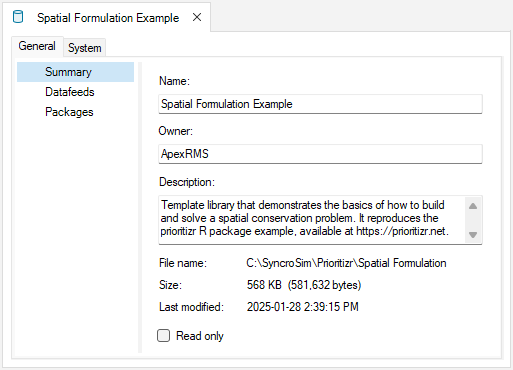 Spatial Formulation Example
General
System
Summary
Datafeeds
Packages
Name:
Spatial Formulation Example
Owner:
ApexRMS
Description:
Template library that demonstrates the basics of how to build
and solve a spatial conservation problem. It reproduces the
prioritizr R package example, available at https://prioritizr.net.
File name: C:\SyncroSim\Prioritizr\Spatial Formulation
Size: 568 KB (581,632 bytes)
Last modified: 2025-01-28 2:39:15 PM
Read only